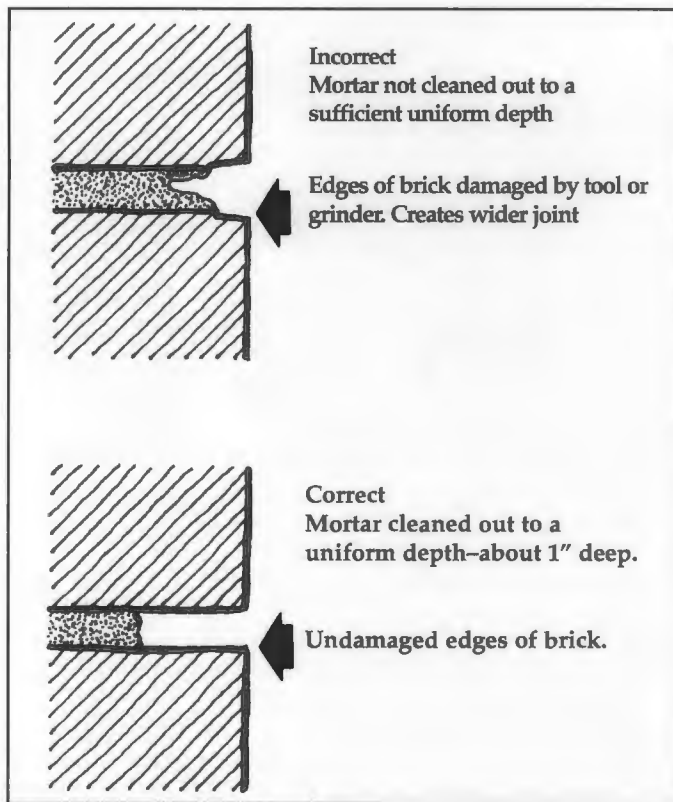 Incorrect
Mortar not cleaned out to a
sufficient uniform depth
Edges of brick damaged by tool or
grinder. Creates wider joint
Correct
Mortar cleaned out to a
uniform depth–about 1" deep.
Undamaged edges of brick.